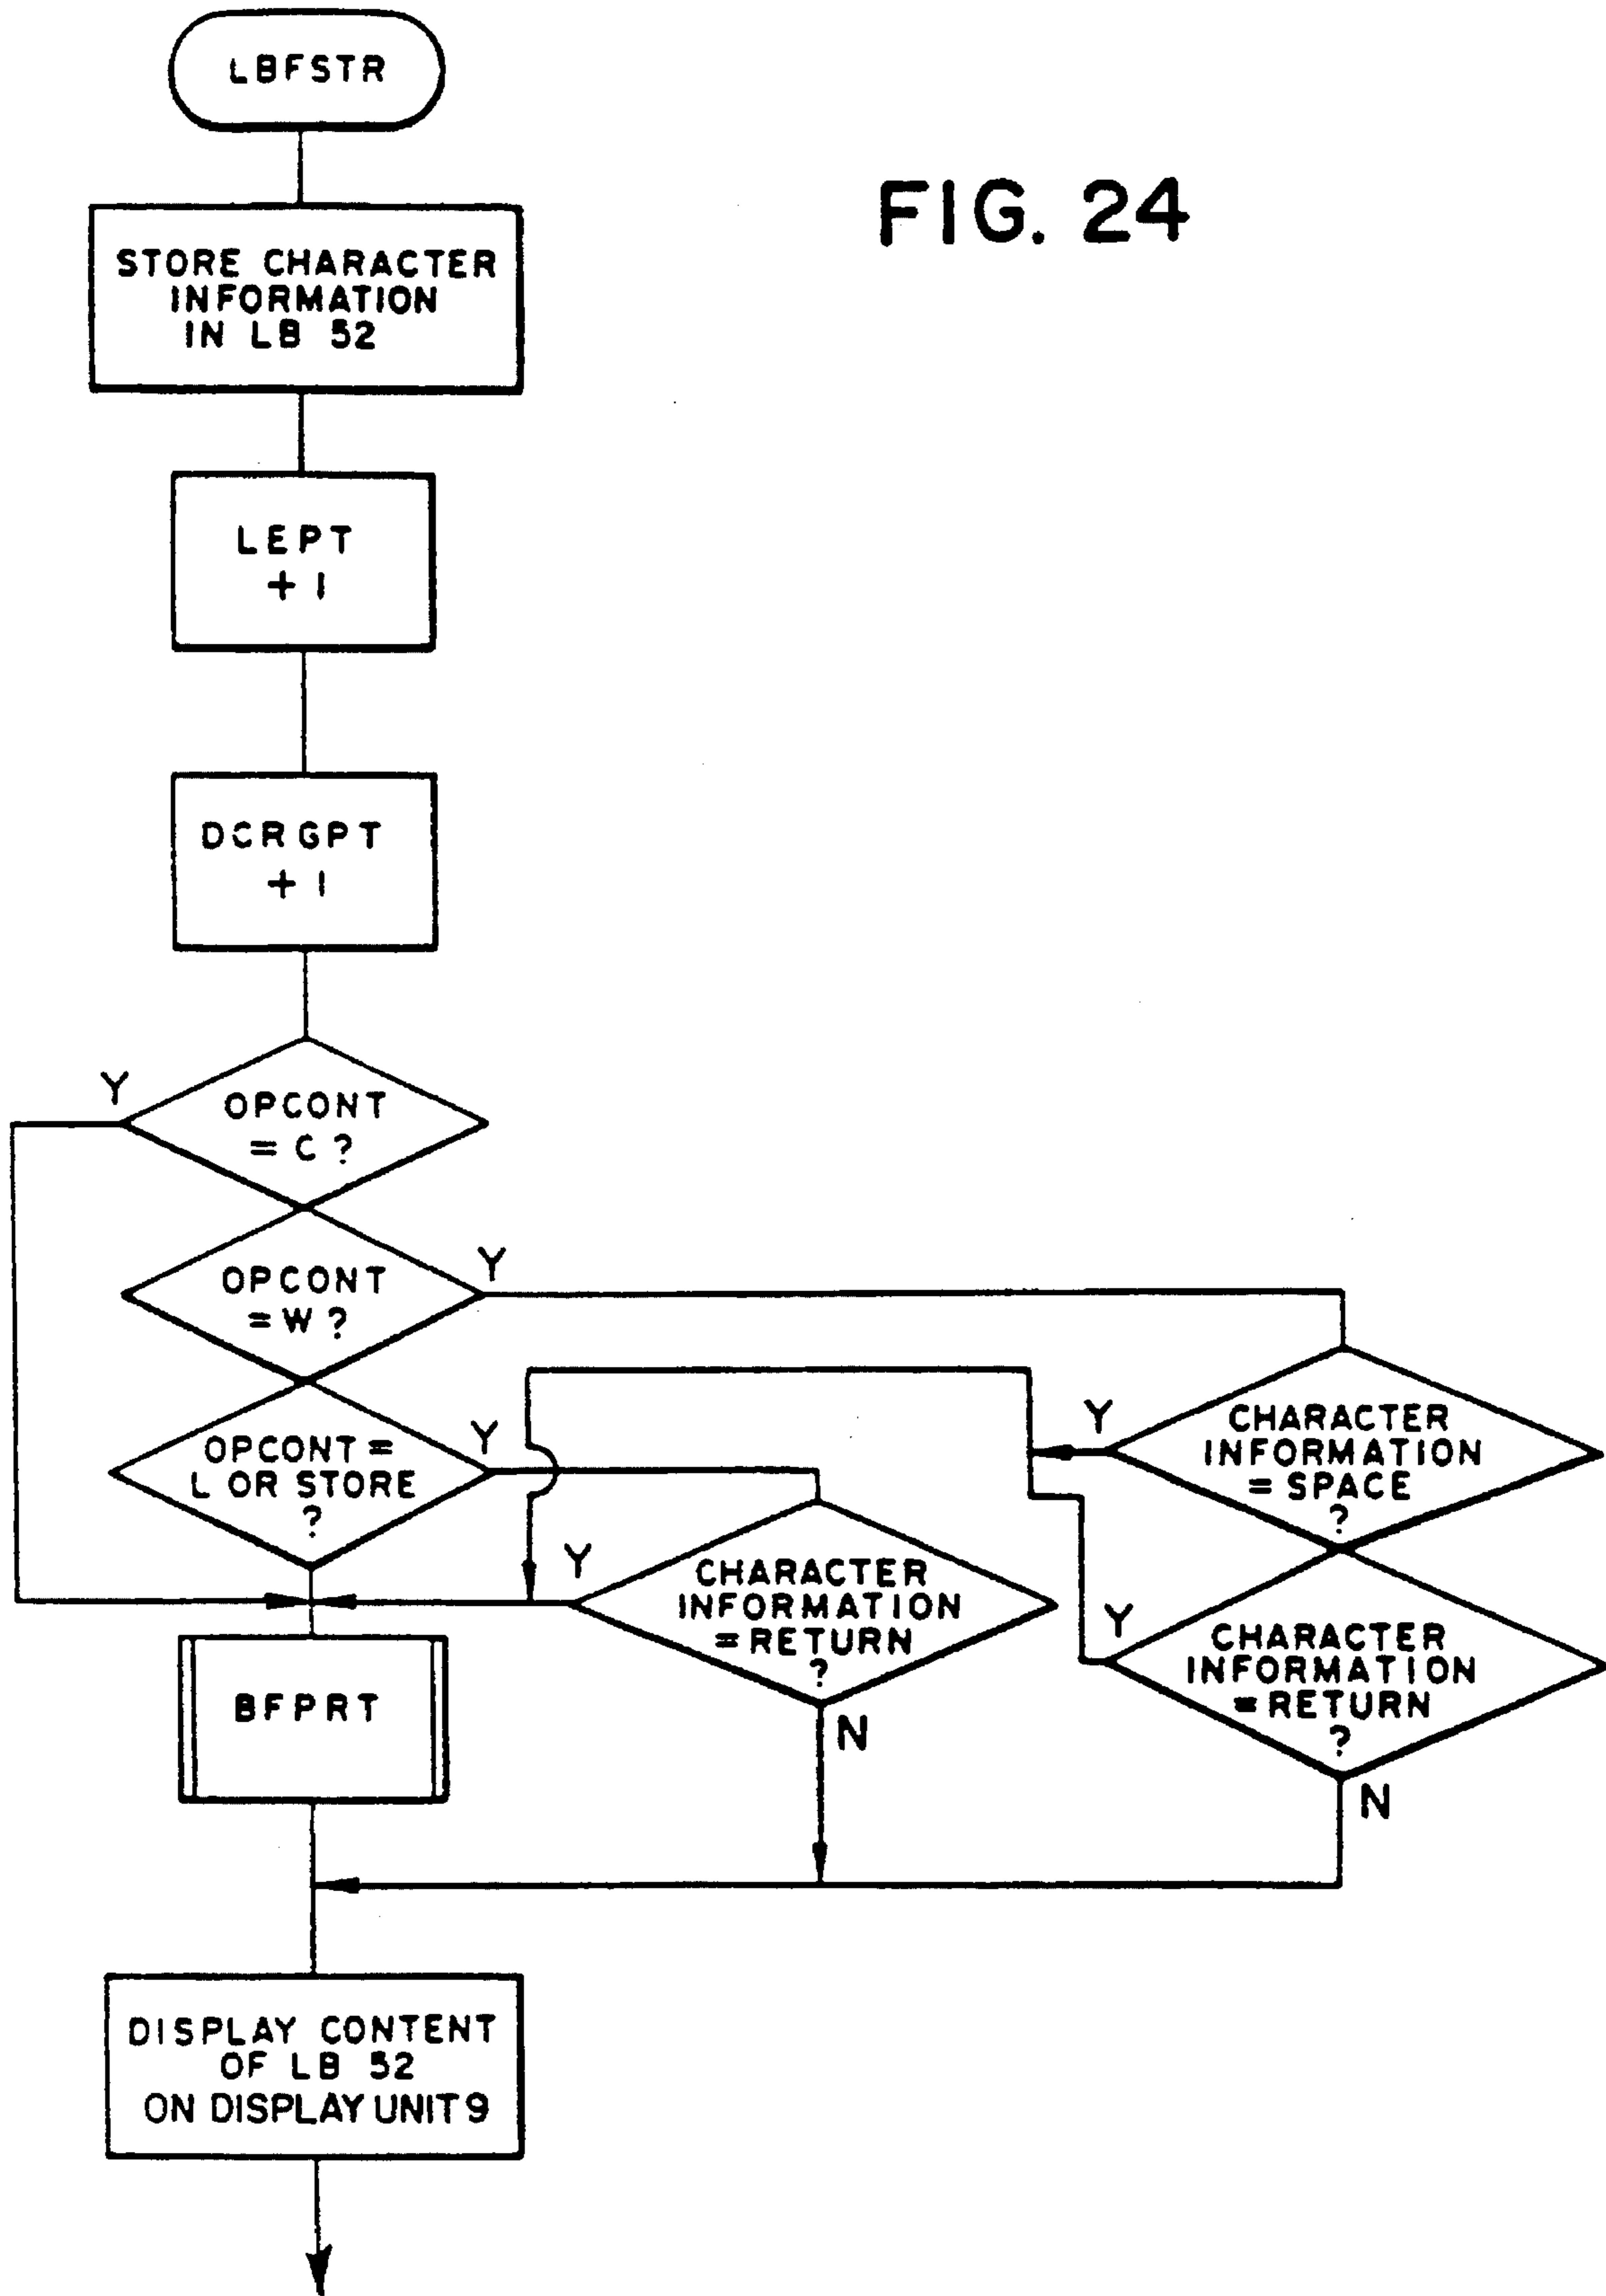 LBFSTR
FIG. 24
STORE CHARACTER
INFORMATION
IN LB 52
LEPT
+ 1
DCRGPT
+ 1
Y
OPCONT
= C ?
OPCONT
= W ?
Y
OPCONT =
L OR STORE
?
Y
Y
CHARACTER
INFORMATION
= SPACE
?
Y
CHARACTER
INFORMATION
= RETURN
?
N
Y
CHARACTER
INFORMATION
= RETURN
?
N
BFPRT
DISPLAY CONTENT
OF LB 52
ON DISPLAY UNIT 9